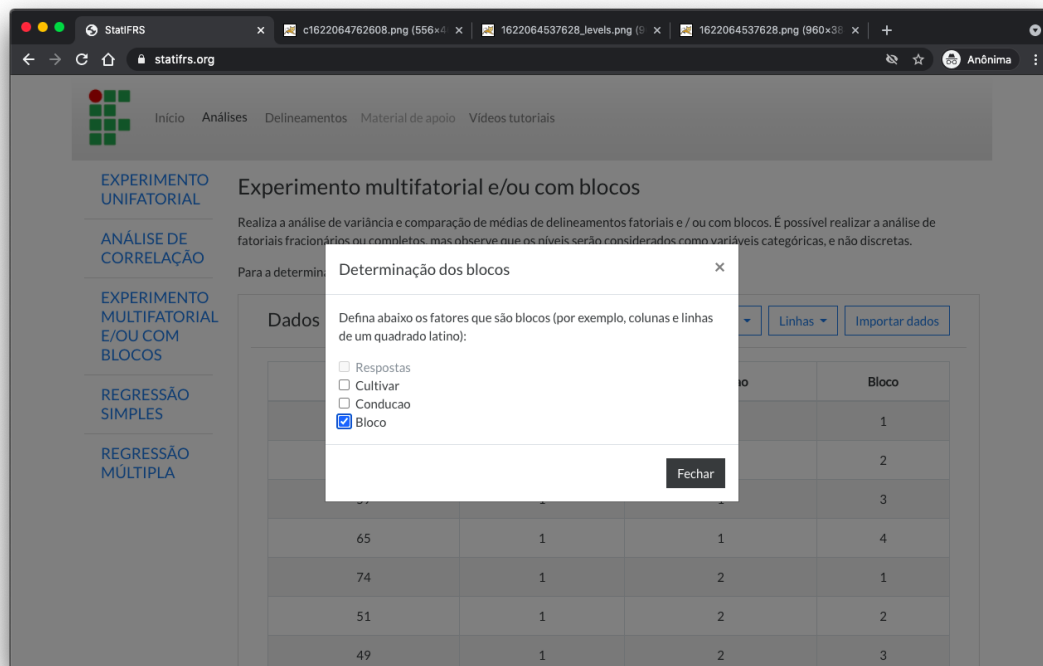 StatIFRS
c1622064762608.png (556×4
1622064537628_levels.png (9
1622064537628.png (960×38
statifrs.org
Anônima
Início Análises Delineamentos Material de apoio Vídeos tutoriais
EXPERIMENTO
UNIFATORIAL
ANÁLISE DE
CORRELAÇÃO
EXPERIMENTO
MULTIFATORIAL
E/OU COM
BLOCOS
REGRESSÃO
SIMPLES
REGRESSÃO
MÚLTIPLA
Experimento multifatorial e/ou com blocos
Realiza a análise de variância e comparação de médias de delineamentos fatoriais e / ou com blocos. É possível realizar a análise de
fatoriais fracionários ou completos, mas observe que os níveis serão considerados como variáveis categóricas, e não discretas.
Para a determin
Determinação dos blocos ×
Defina abaixo os fatores que são blocos (por exemplo, colunas e linhas
de um quadrado latino):
Respostas
Cultivar
Conducao
Bloco
Fechar
Dados Linhas Importar dados
ao Bloco
1
2
3
65 1 1 4
74 1 2 1
51 1 2 2
49 1 2 3